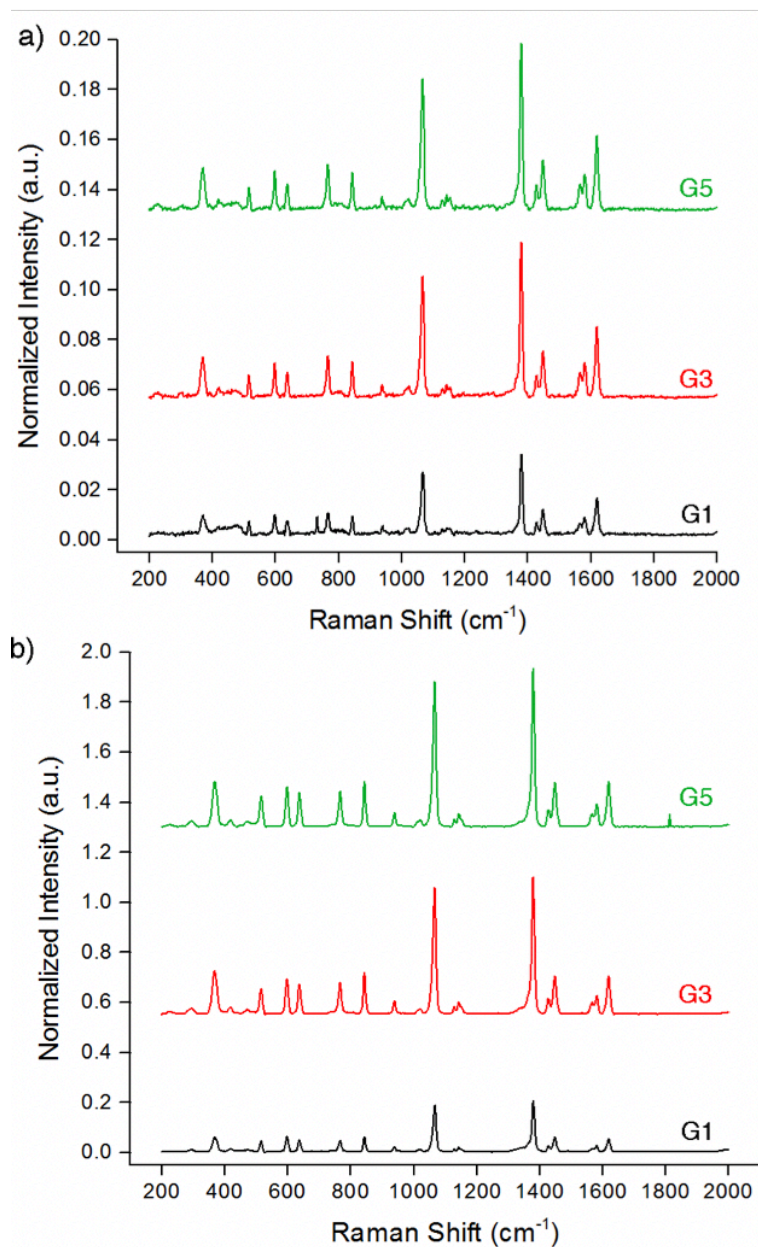 a)
0.20
0.18
0.16
0.14
0.12
0.10
0.08
0.06
0.04
0.02
0.00
Normalized Intensity (a.u.)
G5
G3
G1
200 400 600 800 1000 1200 1400 1600 1800 2000
Raman Shift (cm⁻¹)
b)
2.0
1.8
1.6
1.4
1.2
1.0
0.8
0.6
0.4
0.2
0.0
Normalized Intensity (a.u.)
G5
G3
G1
200 400 600 800 1000 1200 1400 1600 1800 2000
Raman Shift (cm⁻¹)